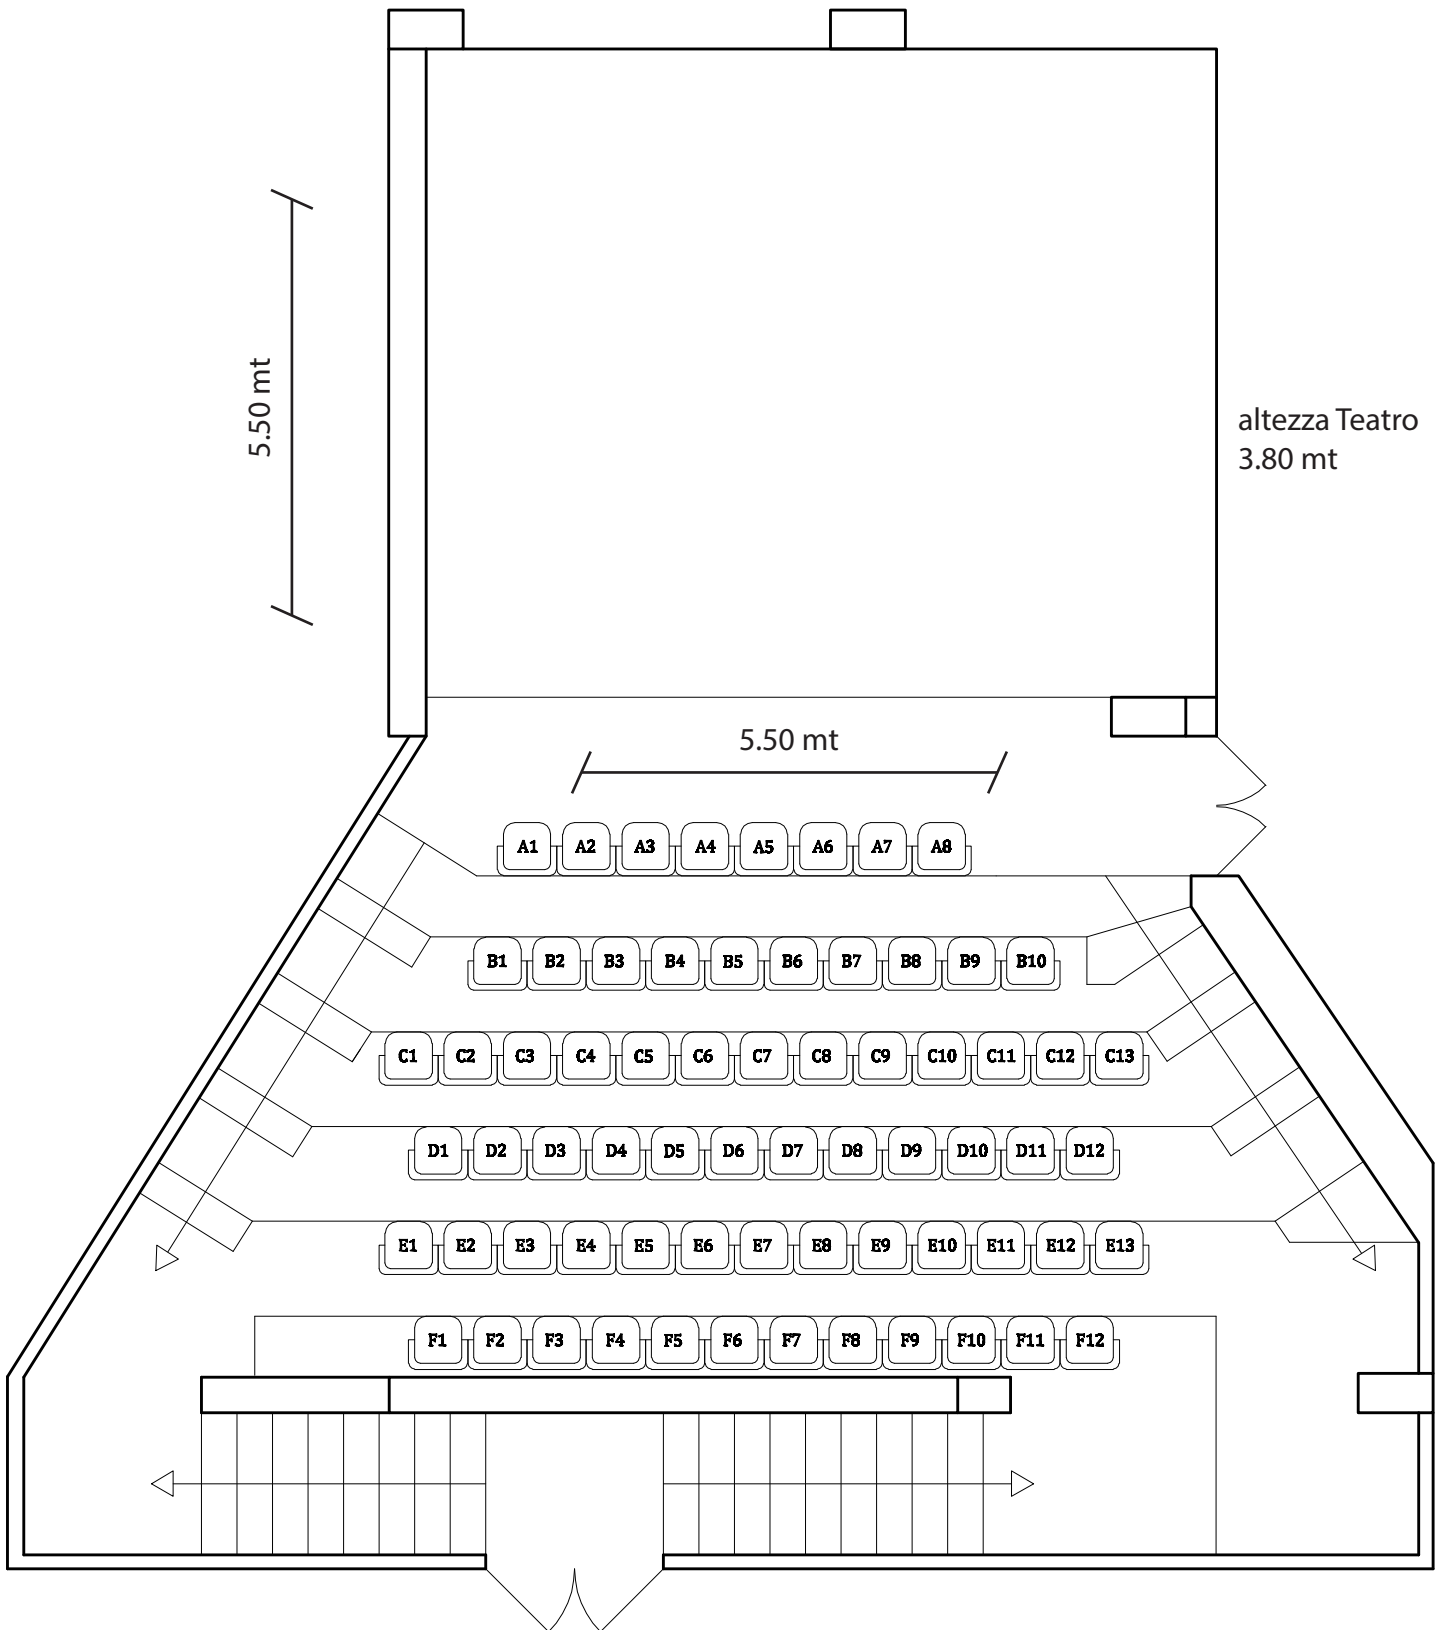 5.50 mt
altezza Teatro
3.80 mt
5.50 mt
A1 A2 A3 A4 A5 A6 A7 A8
B1 B2 B3 B4 B5 B6 B7 B8 B9 B10
C1 C2 C3 C4 C5 C6 C7 C8 C9 C10 C11 C12 C13
D1 D2 D3 D4 D5 D6 D7 D8 D9 D10 D11 D12
E1 E2 E3 E4 E5 E6 E7 E8 E9 E10 E11 E12 E13
F1 F2 F3 F4 F5 F6 F7 F8 F9 F10 F11 F12